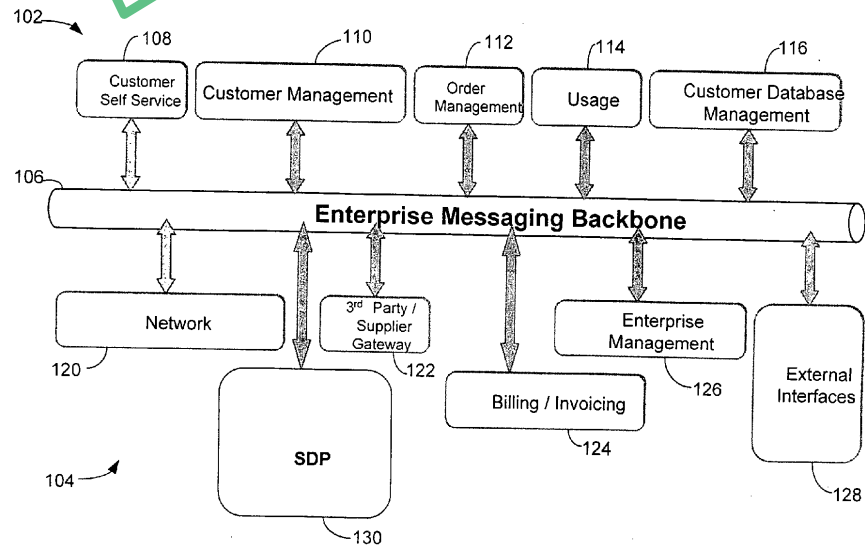 102
108
110
112
114
116
Customer
Self Service
Customer Management
Order
Management
Usage
Customer Database
Management
106
Enterprise Messaging Backbone
Network
120
3rd Party /
Supplier
Gateway
122
Enterprise
Management
126
External
Interfaces
128
Billing / Invoicing
124
SDP
130
104